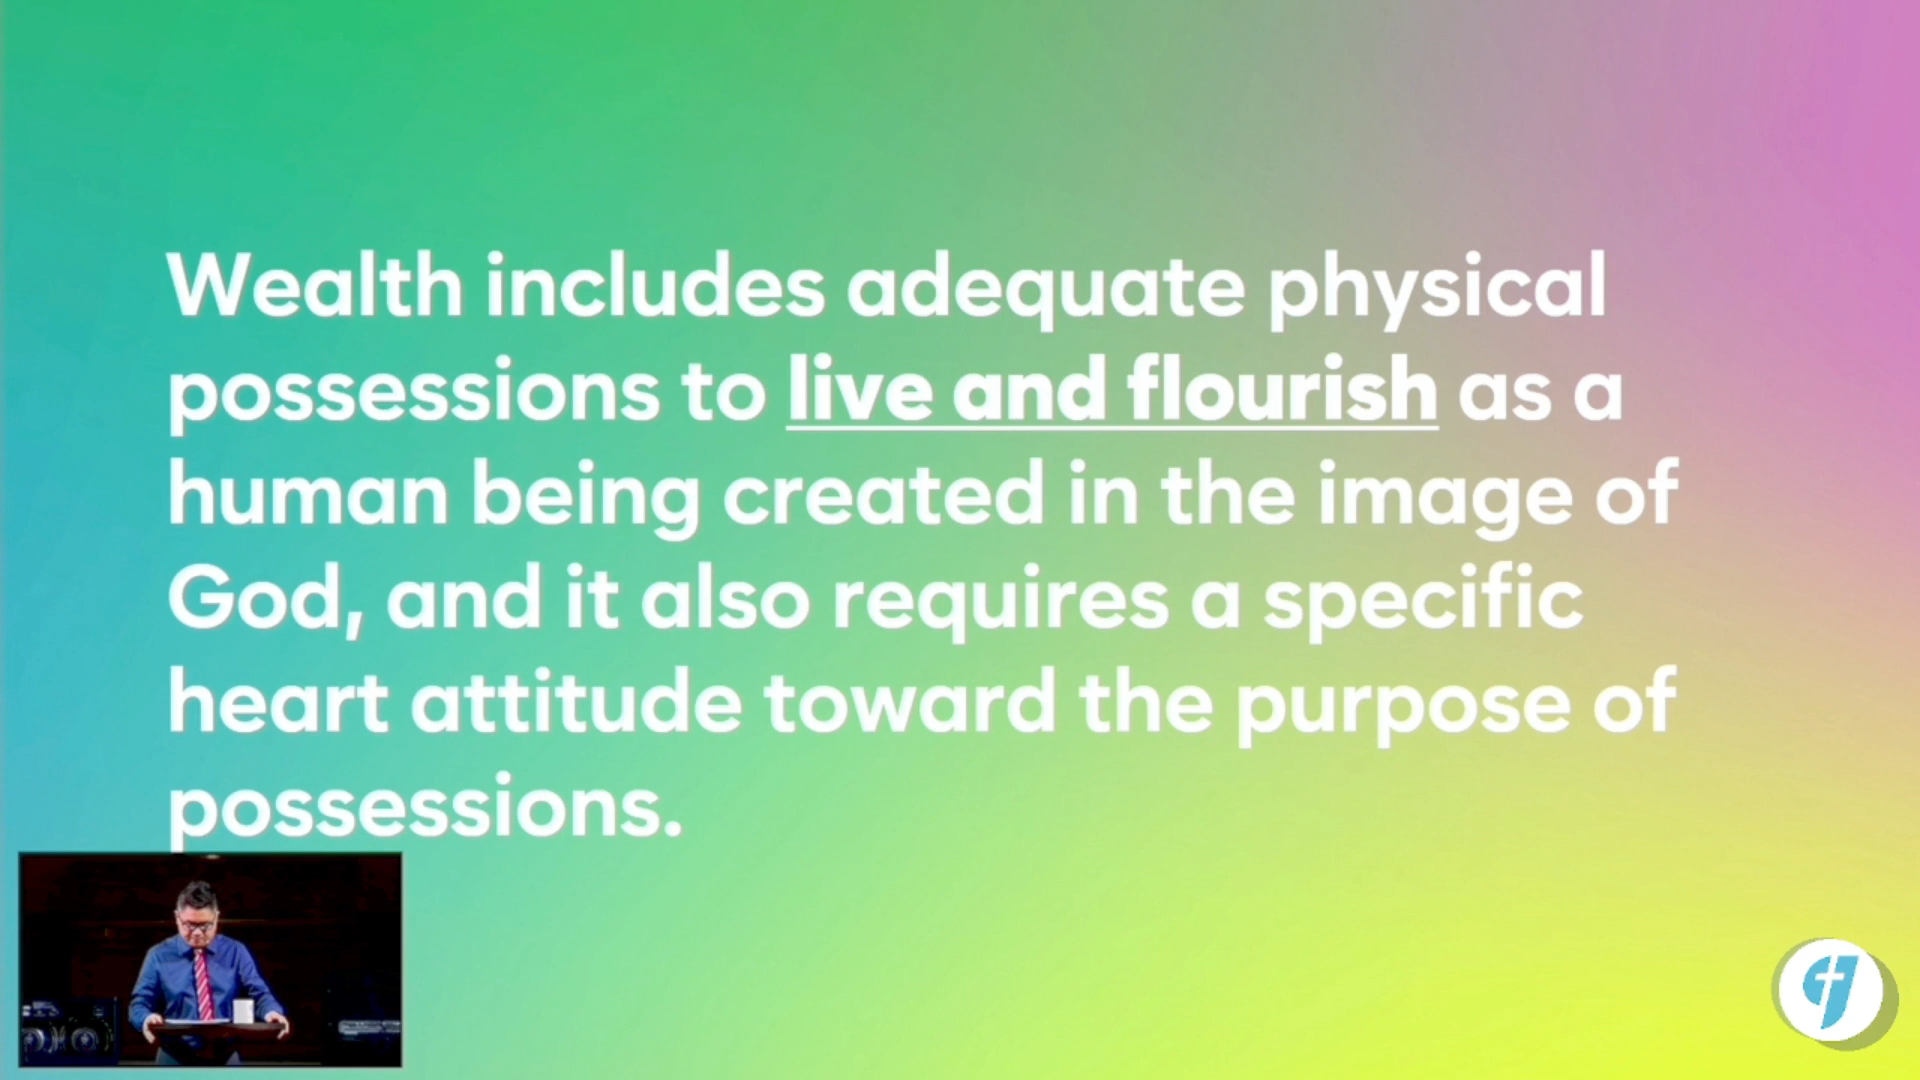 Wealth includes adequate physical
possessions to live and flourish as a
human being created in the image of
God, and it also requires a specific
heart attitude toward the purpose of
possessions.